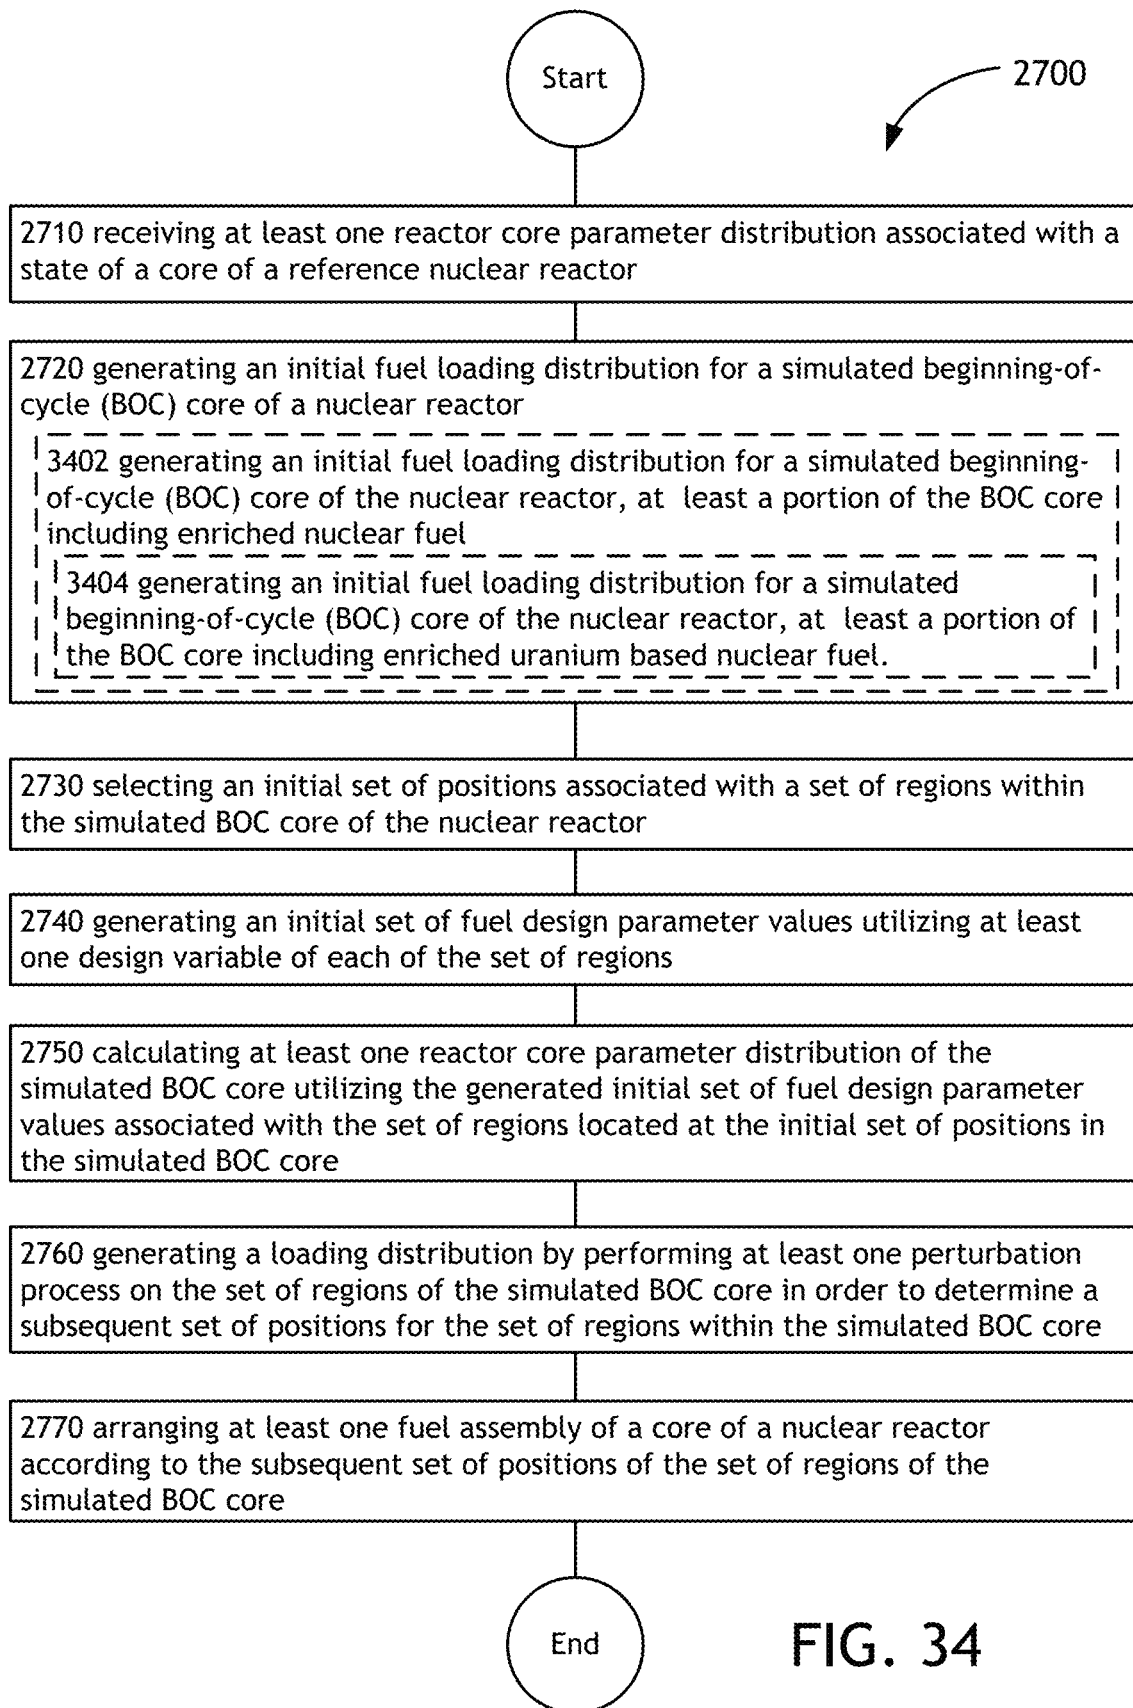 Start
2700
2710 receiving at least one reactor core parameter distribution associated with a
state of a core of a reference nuclear reactor
2720 generating an initial fuel loading distribution for a simulated beginning-of-
cycle (BOC) core of a nuclear reactor
3402 generating an initial fuel loading distribution for a simulated beginning-
of-cycle (BOC) core of the nuclear reactor, at least a portion of the BOC core
including enriched nuclear fuel
3404 generating an initial fuel loading distribution for a simulated
beginning-of-cycle (BOC) core of the nuclear reactor, at least a portion of
the BOC core including enriched uranium based nuclear fuel.
2730 selecting an initial set of positions associated with a set of regions within
the simulated BOC core of the nuclear reactor
2740 generating an initial set of fuel design parameter values utilizing at least
one design variable of each of the set of regions
2750 calculating at least one reactor core parameter distribution of the
simulated BOC core utilizing the generated initial set of fuel design parameter
values associated with the set of regions located at the initial set of positions in
the simulated BOC core
2760 generating a loading distribution by performing at least one perturbation
process on the set of regions of the simulated BOC core in order to determine a
subsequent set of positions for the set of regions within the simulated BOC core
2770 arranging at least one fuel assembly of a core of a nuclear reactor
according to the subsequent set of positions of the set of regions of the
simulated BOC core
End
FIG. 34